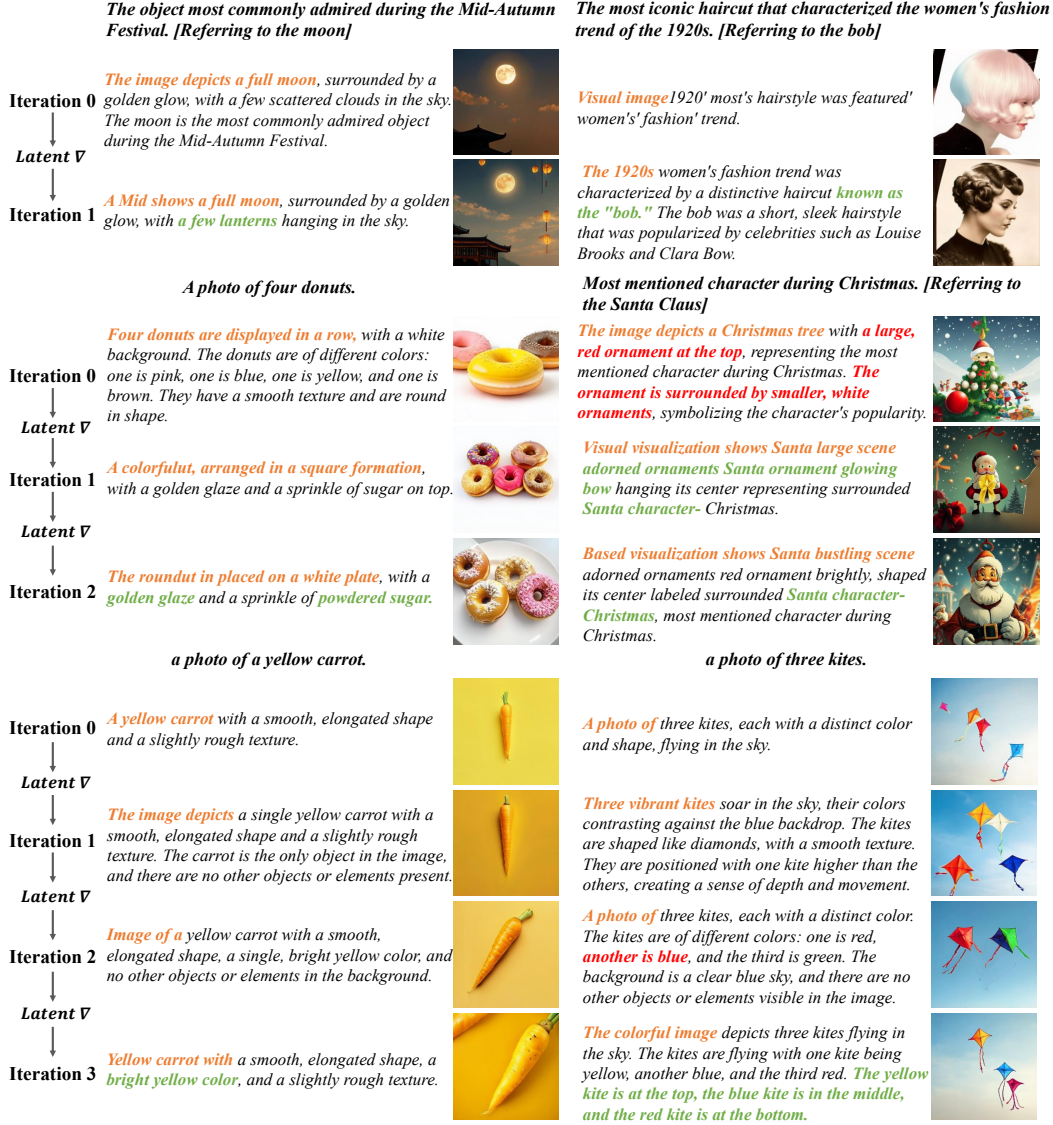 The object most commonly admired during the Mid-Autumn
Festival. [Referring to the moon]
Iteration 0
Latent ∇
Iteration 1
The image depicts a full moon, surrounded by a
golden glow, with a few scattered clouds in the sky.
The moon is the most commonly admired object
during the Mid-Autumn Festival.
A Mid shows a full moon, surrounded by a golden
glow, with a few lanterns hanging in the sky.
The most iconic haircut that characterized the women's fashion
trend of the 1920s. [Referring to the bob]
Visual image1920' most's hairstyle was featured'
women's' fashion' trend.
The 1920s women's fashion trend was
characterized by a distinctive haircut known as
the "bob." The bob was a short, sleek hairstyle
that was popularized by celebrities such as Louise
Brooks and Clara Bow.
A photo of four donuts.
Iteration 0
Latent ∇
Iteration 1
Latent ∇
Iteration 2
Four donuts are displayed in a row, with a white
background. The donuts are of different colors:
one is pink, one is blue, one is yellow, and one is
brown. They have a smooth texture and are round
in shape.
A colorfulut, arranged in a square formation,
with a golden glaze and a sprinkle of sugar on top.
The roundut in placed on a white plate, with a
golden glaze and a sprinkle of powdered sugar.
Most mentioned character during Christmas. [Referring to
the Santa Claus]
The image depicts a Christmas tree with a large,
red ornament at the top, representing the most
mentioned character during Christmas. The
ornament is surrounded by smaller, white
ornaments, symbolizing the character's popularity.
Visual visualization shows Santa large scene
adorned ornaments Santa ornament glowing
bow hanging its center representing surrounded
Santa character- Christmas.
Based visualization shows Santa bustling scene
adorned ornaments red ornament brightly, shaped
its center labeled surrounded Santa character-
Christmas, most mentioned character during
Christmas.
a photo of a yellow carrot.
Iteration 0
Latent ∇
Iteration 1
Latent ∇
Iteration 2
Latent ∇
Iteration 3
A yellow carrot with a smooth, elongated shape
and a slightly rough texture.
The image depicts a single yellow carrot with a
smooth, elongated shape and a slightly rough
texture. The carrot is the only object in the image,
and there are no other objects or elements present.
Image of a yellow carrot with a smooth,
elongated shape, a single, bright yellow color, and
no other objects or elements in the background.
Yellow carrot with a smooth, elongated shape, a
bright yellow color, and a slightly rough texture.
a photo of three kites.
A photo of three kites, each with a distinct color
and shape, flying in the sky.
Three vibrant kites soar in the sky, their colors
contrasting against the blue backdrop. The kites
are shaped like diamonds, with a smooth texture.
They are positioned with one kite higher than the
others, creating a sense of depth and movement.
A photo of three kites, each with a distinct color.
The kites are of different colors: one is red,
another is blue, and the third is green. The
background is a clear blue sky, and there are no
other objects or elements visible in the image.
The colorful image depicts three kites flying in
the sky. The kites are flying with one kite being
yellow, another blue, and the third red. The yellow
kite is at the top, the blue kite is in the middle,
and the red kite is at the bottom.